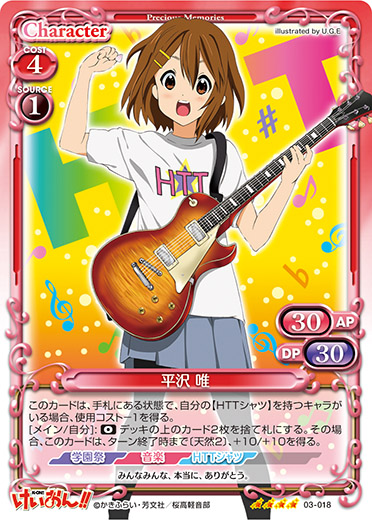 Precious Memories
Character
illustrated by U.G.E
COST
4
SOURCE
1
HTT
HTT
30 AP
DP 30
平沢 唯
このカードは、手札にある状態で、自分の【HTTシャツ】を持つキャラが
いる場合、使用コスト-1を得る。
[メイン/自分]: 0 デッキの上のカード2枚を捨て札にする。その場
合、このカードは、ターン終了時まで〔天然2〕、+10/+10を得る。
学園祭 音楽 HTTシャツ
みんなみんな、本当に、ありがとう。
けいおん!!
K-ON!
©かきふらい・芳文社/桜高軽音部
03-018